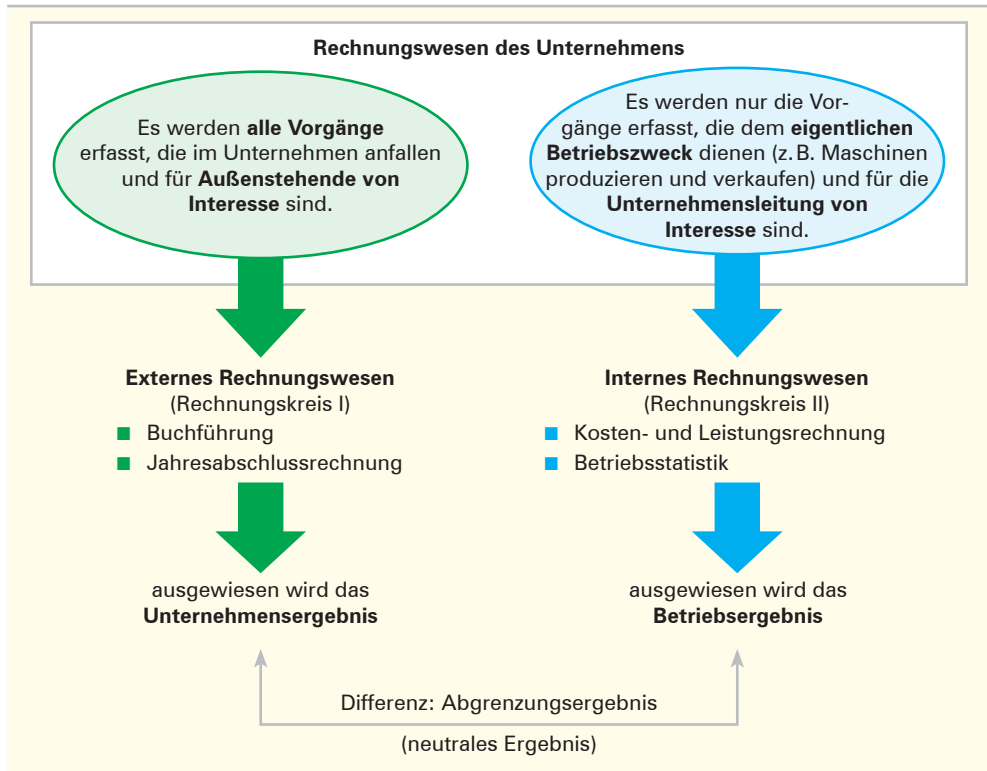 Rechnungswesen des Unternehmens
Es werden alle Vorgänge
erfasst, die im Unternehmen anfallen
und für Außenstehende von
Interesse sind.
Es werden nur die Vor-
gänge erfasst, die dem eigentlichen
Betriebszweck dienen (z. B. Maschinen
produzieren und verkaufen) und für die
Unternehmensleitung von
Interesse sind.
Externes Rechnungswesen
(Rechnungskreis I)
■ Buchführung
■ Jahresabschlussrechnung
Internes Rechnungswesen
(Rechnungskreis II)
■ Kosten- und Leistungsrechnung
■ Betriebsstatistik
ausgewiesen wird das
Unternehmensergebnis
ausgewiesen wird das
Betriebsergebnis
Differenz: Abgrenzungsergebnis
(neutrales Ergebnis)